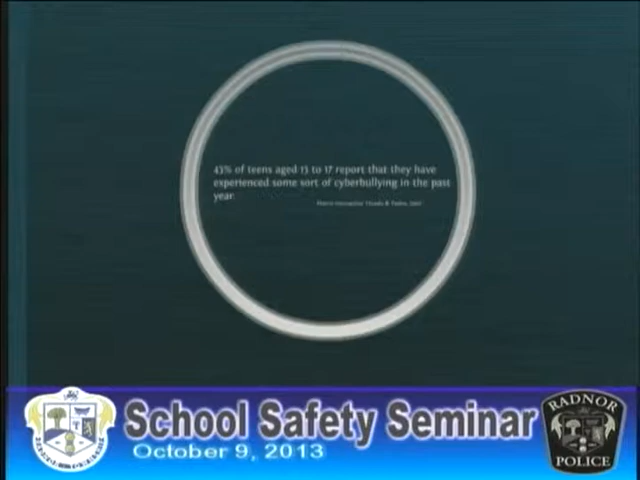 43% of teens aged 13 to 17 report that they have
experienced some sort of cyberbullying in the past
year.
School Safety Seminar
October 9, 2013
RADNOR
POLICE